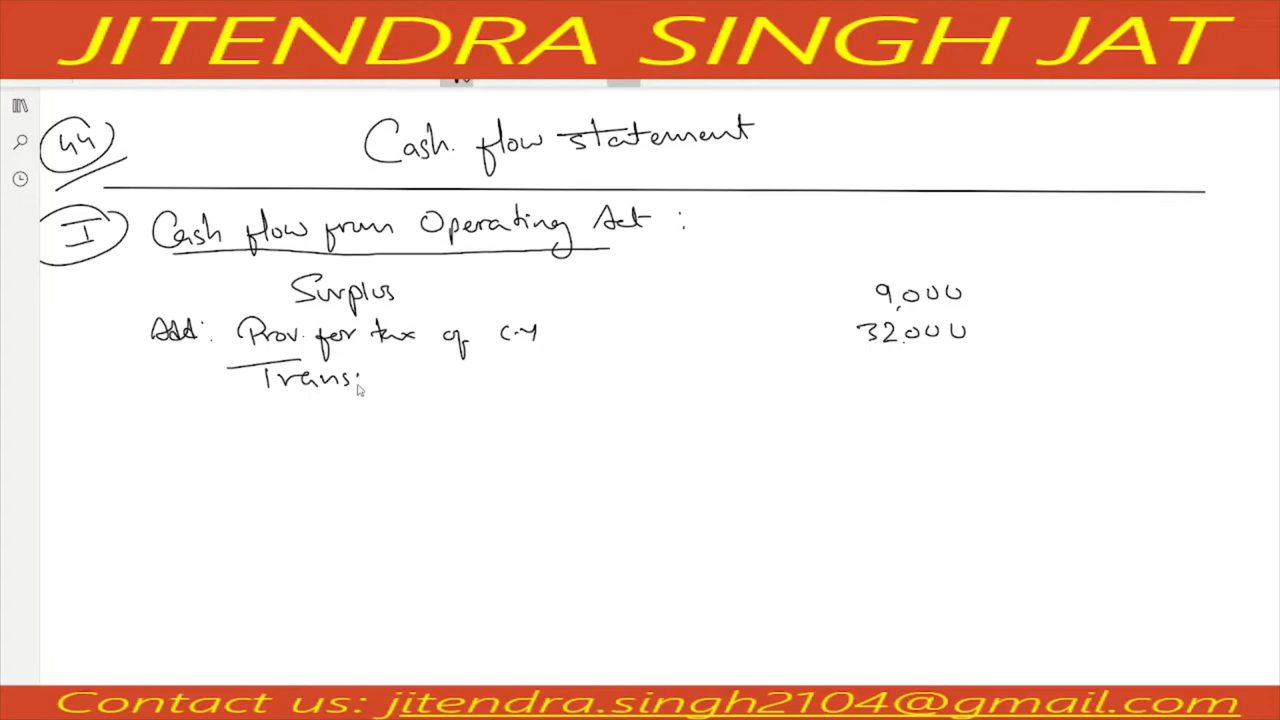 JITENDRA SINGH JAT
44
Cash flow statement
I Cash flow from Operating Act :
Surplus 9,000
Add: Prov. for tax of C.Y 32,000
Trans:
Contact us: jitendra.singh2104@gmail.com